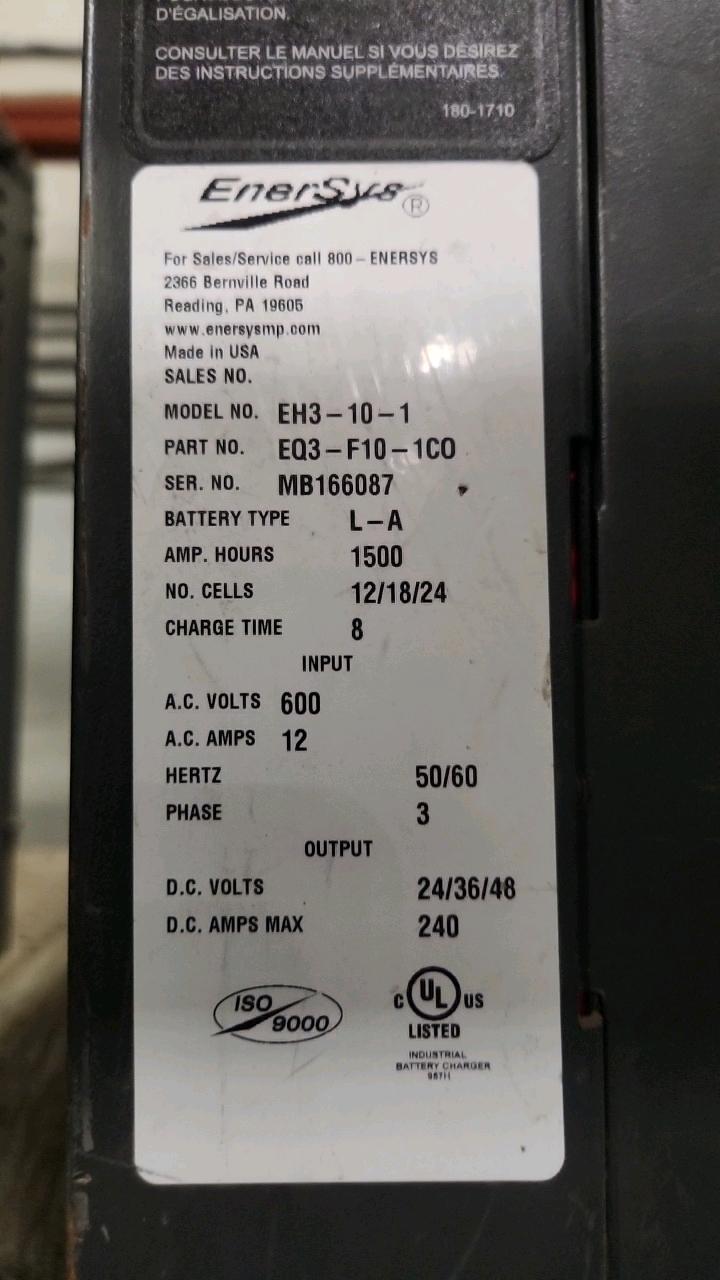 D'ÉGALISATION.
CONSULTER LE MANUEL SI VOUS DÉSIREZ
DES INSTRUCTIONS SUPPLÉMENTAIRES.
180-1710
EnerSys ®
For Sales/Service call 800 – ENERSYS
2366 Bernville Road
Reading, PA 19605
www.enersysmp.com
Made in USA
SALES NO.
MODEL NO. EH3 – 10 – 1
PART NO. EQ3 – F10 – 1CO
SER. NO. MB166087
BATTERY TYPE L – A
AMP. HOURS 1500
NO. CELLS 12/18/24
CHARGE TIME 8
INPUT
A.C. VOLTS 600
A.C. AMPS 12
HERTZ 50/60
PHASE 3
OUTPUT
D.C. VOLTS 24/36/48
D.C. AMPS MAX 240
ISO 9000
C UL US
LISTED
INDUSTRIAL
BATTERY CHARGER